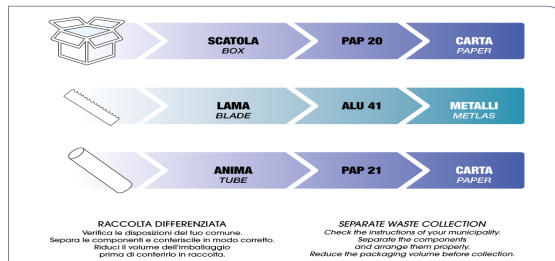 SCATOLA PAP 20 CARTA
BOX PAPER
LAMA ALU 41 METALLI
BLADE METLAS
ANIMA PAP 21 CARTA
TUBE PAPER
RACCOLTA DIFFERENZIATA
Verifica le disposizioni del tuo comune.
Separa le componenti e conferiscile in modo corretto.
Riduci il volume dell'imballaggio
prima di conferirlo in raccolta.
SEPARATE WASTE COLLECTION
Check the instructions of your municipality.
Separate the components
and arrange them properly.
Reduce the packaging volume before collection.